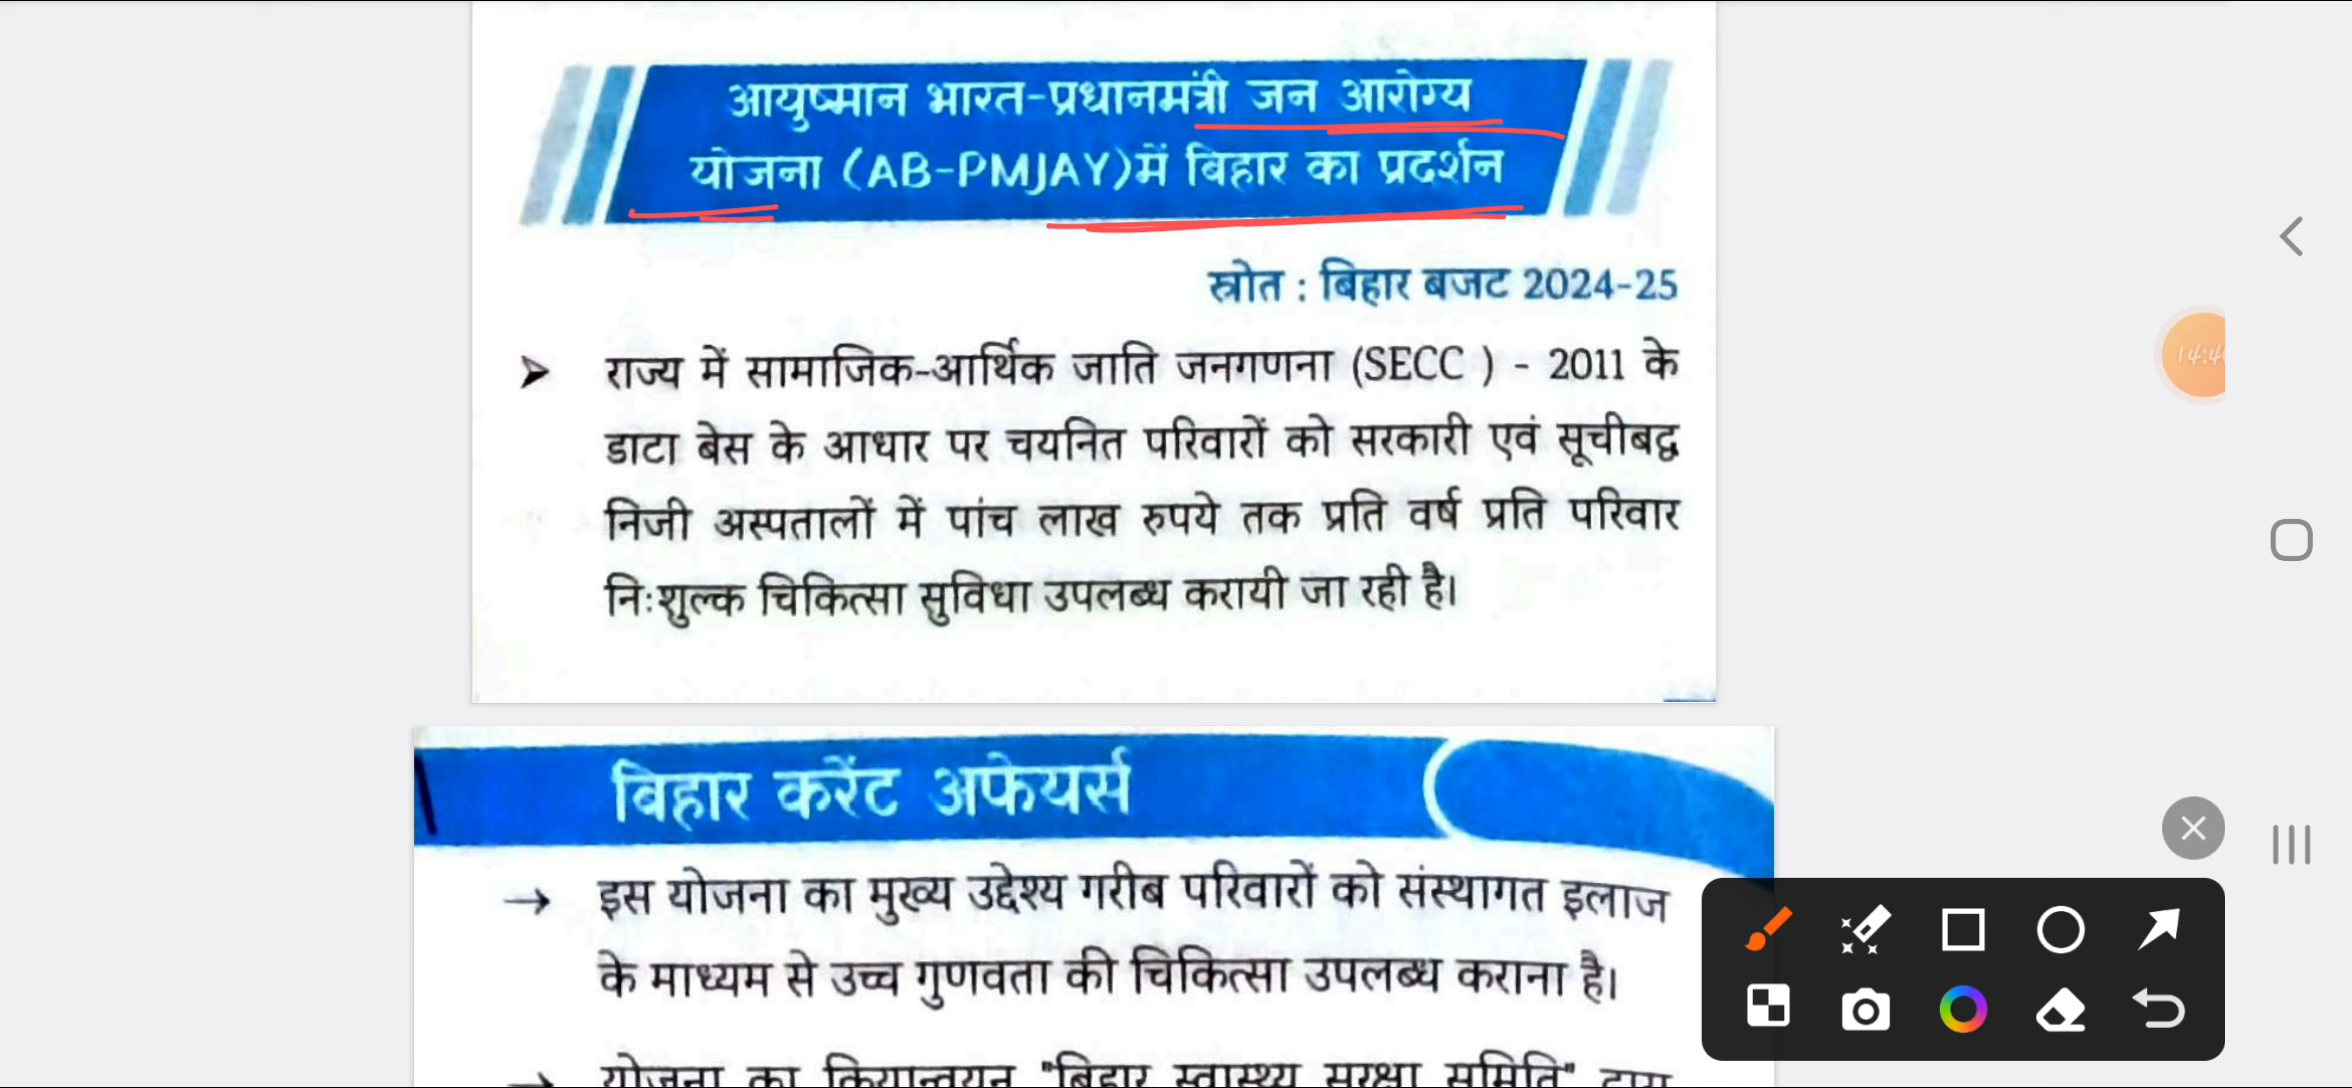 आयुष्मान भारत-प्रधानमंत्री जन आरोग्य
योजना (AB-PMJAY)में बिहार का प्रदर्शन
स्रोत : बिहार बजट 2024-25
➤ राज्य में सामाजिक-आर्थिक जाति जनगणना (SECC ) - 2011 के
डाटा बेस के आधार पर चयनित परिवारों को सरकारी एवं सूचीबद्ध
निजी अस्पतालों में पांच लाख रुपये तक प्रति वर्ष प्रति परिवार
निःशुल्क चिकित्सा सुविधा उपलब्ध करायी जा रही है।
बिहार करेंट अफेयर्स
→ इस योजना का मुख्य उद्देश्य गरीब परिवारों को संस्थागत इलाज
के माध्यम से उच्च गुणवता की चिकित्सा उपलब्ध कराना है।
→ योजना का क्रियान्वयन "बिहार स्वास्थ्य सुरक्षा समिति" द्वारा